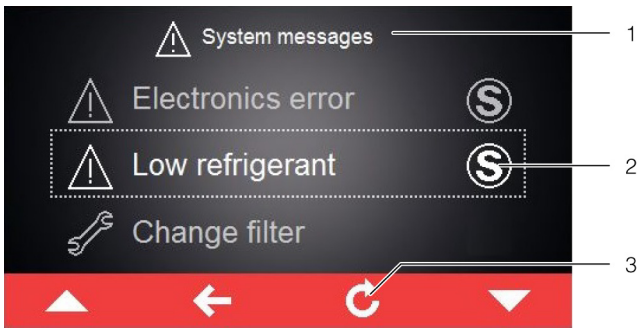 System messages
1
Electronics error
S
Low refrigerant
S
2
Change filter
3